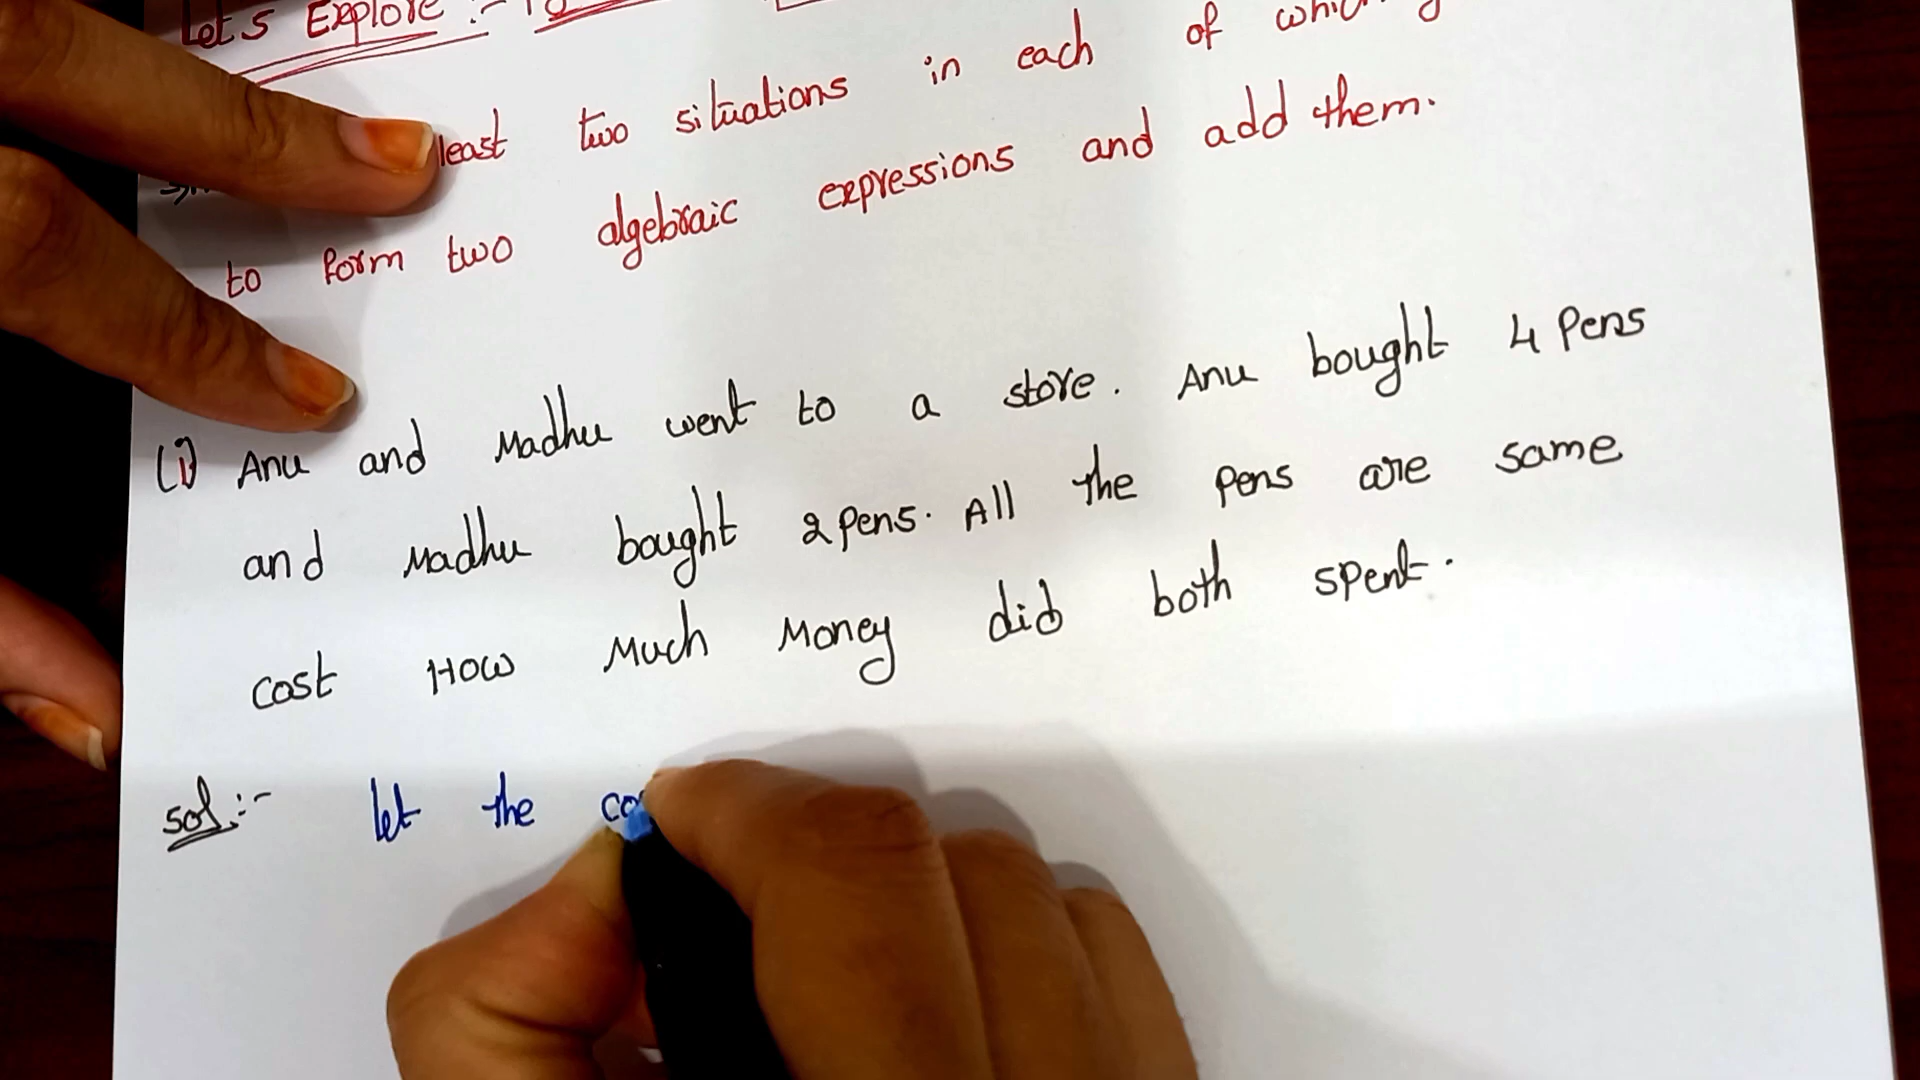 Let's Explore :-
least two situations in each of
to form two algebraic expressions and add them.
(i) Anu and Madhu went to a store. Anu bought 4 Pens
and Madhu bought 2 Pens. All the pens are same
cost How Much Money did both spent.
Sol:- let the